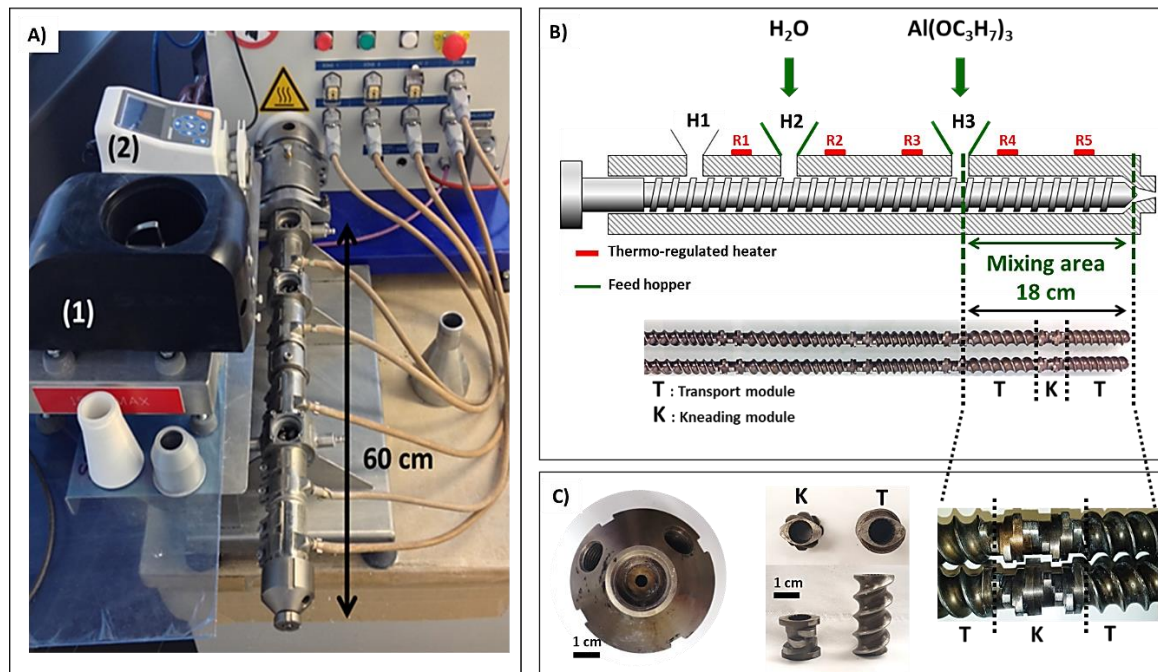 A)
(2)
(1)
60 cm
B)
H₂O
Al(OC₃H₇)₃
H1
H2
H3
R1
R2
R3
R4
R5
Thermo-regulated heater
Feed hopper
Mixing area
18 cm
T : Transport module
K : Kneading module
T
K
T
C)
1 cm
K
T
1 cm
T
K
T